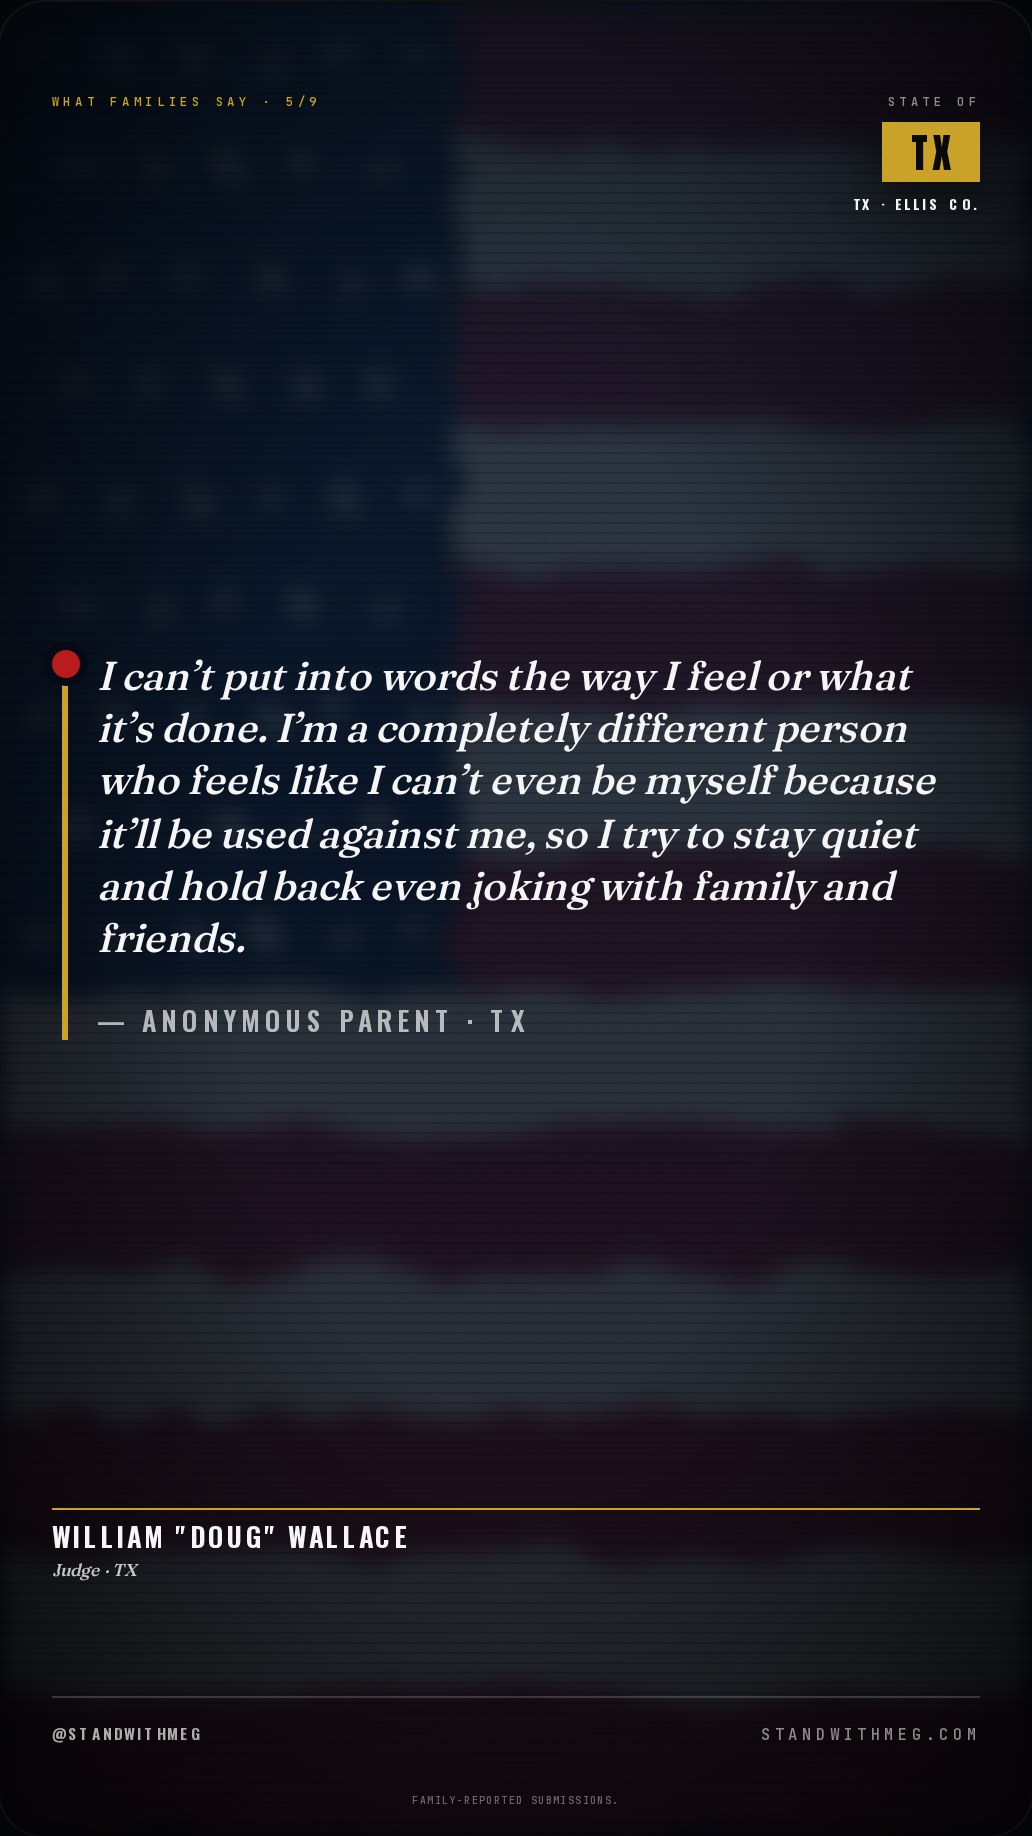 WHAT FAMILIES SAY · 5/9
STATE OF
TX
TX · ELLIS CO.
I can’t put into words the way I feel or what
it’s done. I’m a completely different person
who feels like I can’t even be myself because
it’ll be used against me, so I try to stay quiet
and hold back even joking with family and
friends.
— ANONYMOUS PARENT · TX
WILLIAM "DOUG" WALLACE
Judge · TX
@STANDWITHMEG
STANDWITHMEG.COM
FAMILY-REPORTED SUBMISSIONS.